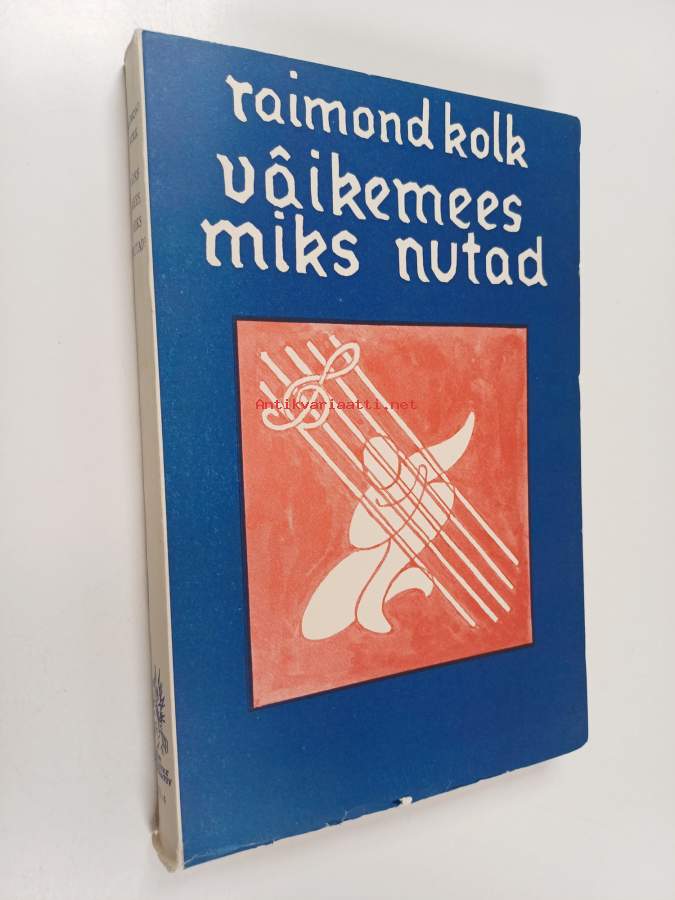 raimond kolk
vâikemees
miks nutad
Antikvariaatti.net